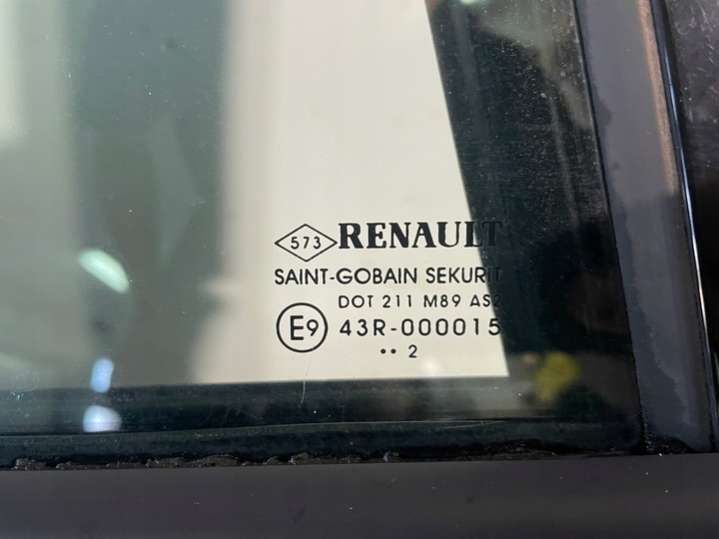 573 RENAULT
SAINT-GOBAIN SEKURIT
DOT 211 M89 AS2
E9 43R-000015
•• 2